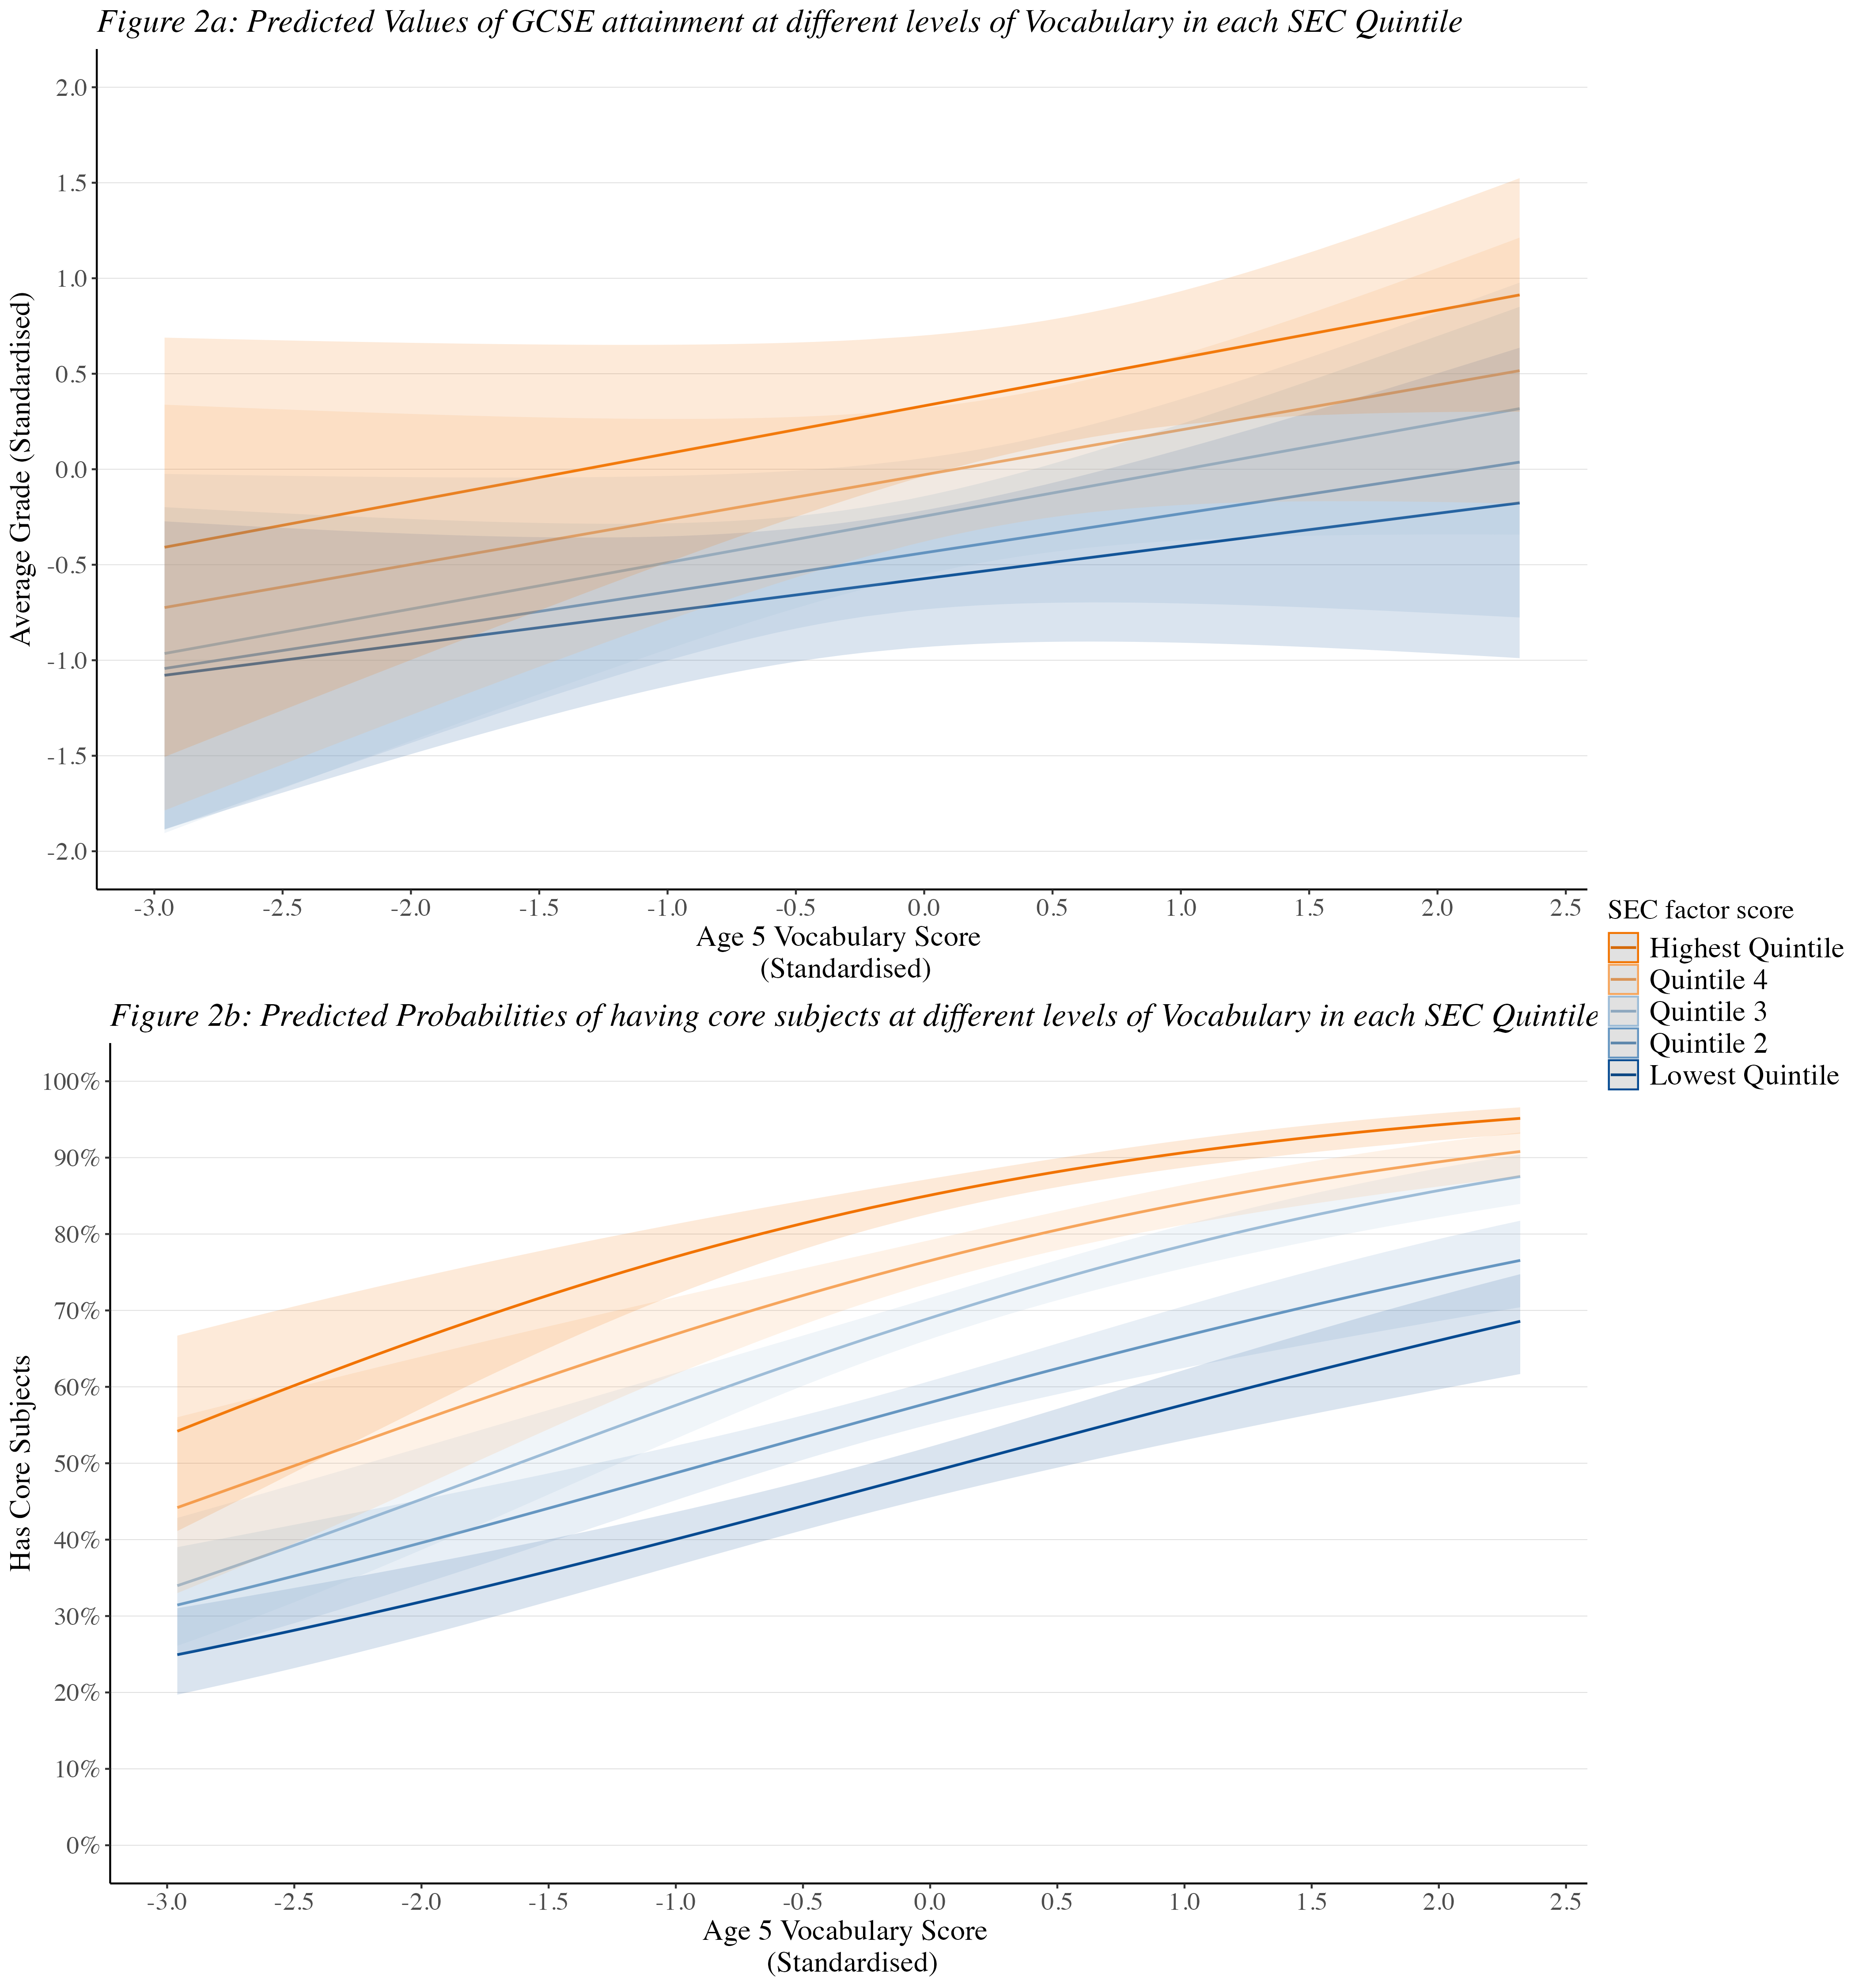 Figure 2a: Predicted Values of GCSE attainment at different levels of Vocabulary in each SEC Quintile
2.0
1.5
1.0
0.5
0.0
-0.5
-1.0
-1.5
-2.0
Average Grade (Standardised)
-3.0 -2.5 -2.0 -1.5 -1.0 -0.5 0.0 0.5 1.0 1.5 2.0 2.5
Age 5 Vocabulary Score
(Standardised)
SEC factor score
Highest Quintile
Quintile 4
Quintile 3
Quintile 2
Lowest Quintile
Figure 2b: Predicted Probabilities of having core subjects at different levels of Vocabulary in each SEC Quintile
100%
90%
80%
70%
60%
50%
40%
30%
20%
10%
0%
Has Core Subjects
-3.0 -2.5 -2.0 -1.5 -1.0 -0.5 0.0 0.5 1.0 1.5 2.0 2.5
Age 5 Vocabulary Score
(Standardised)